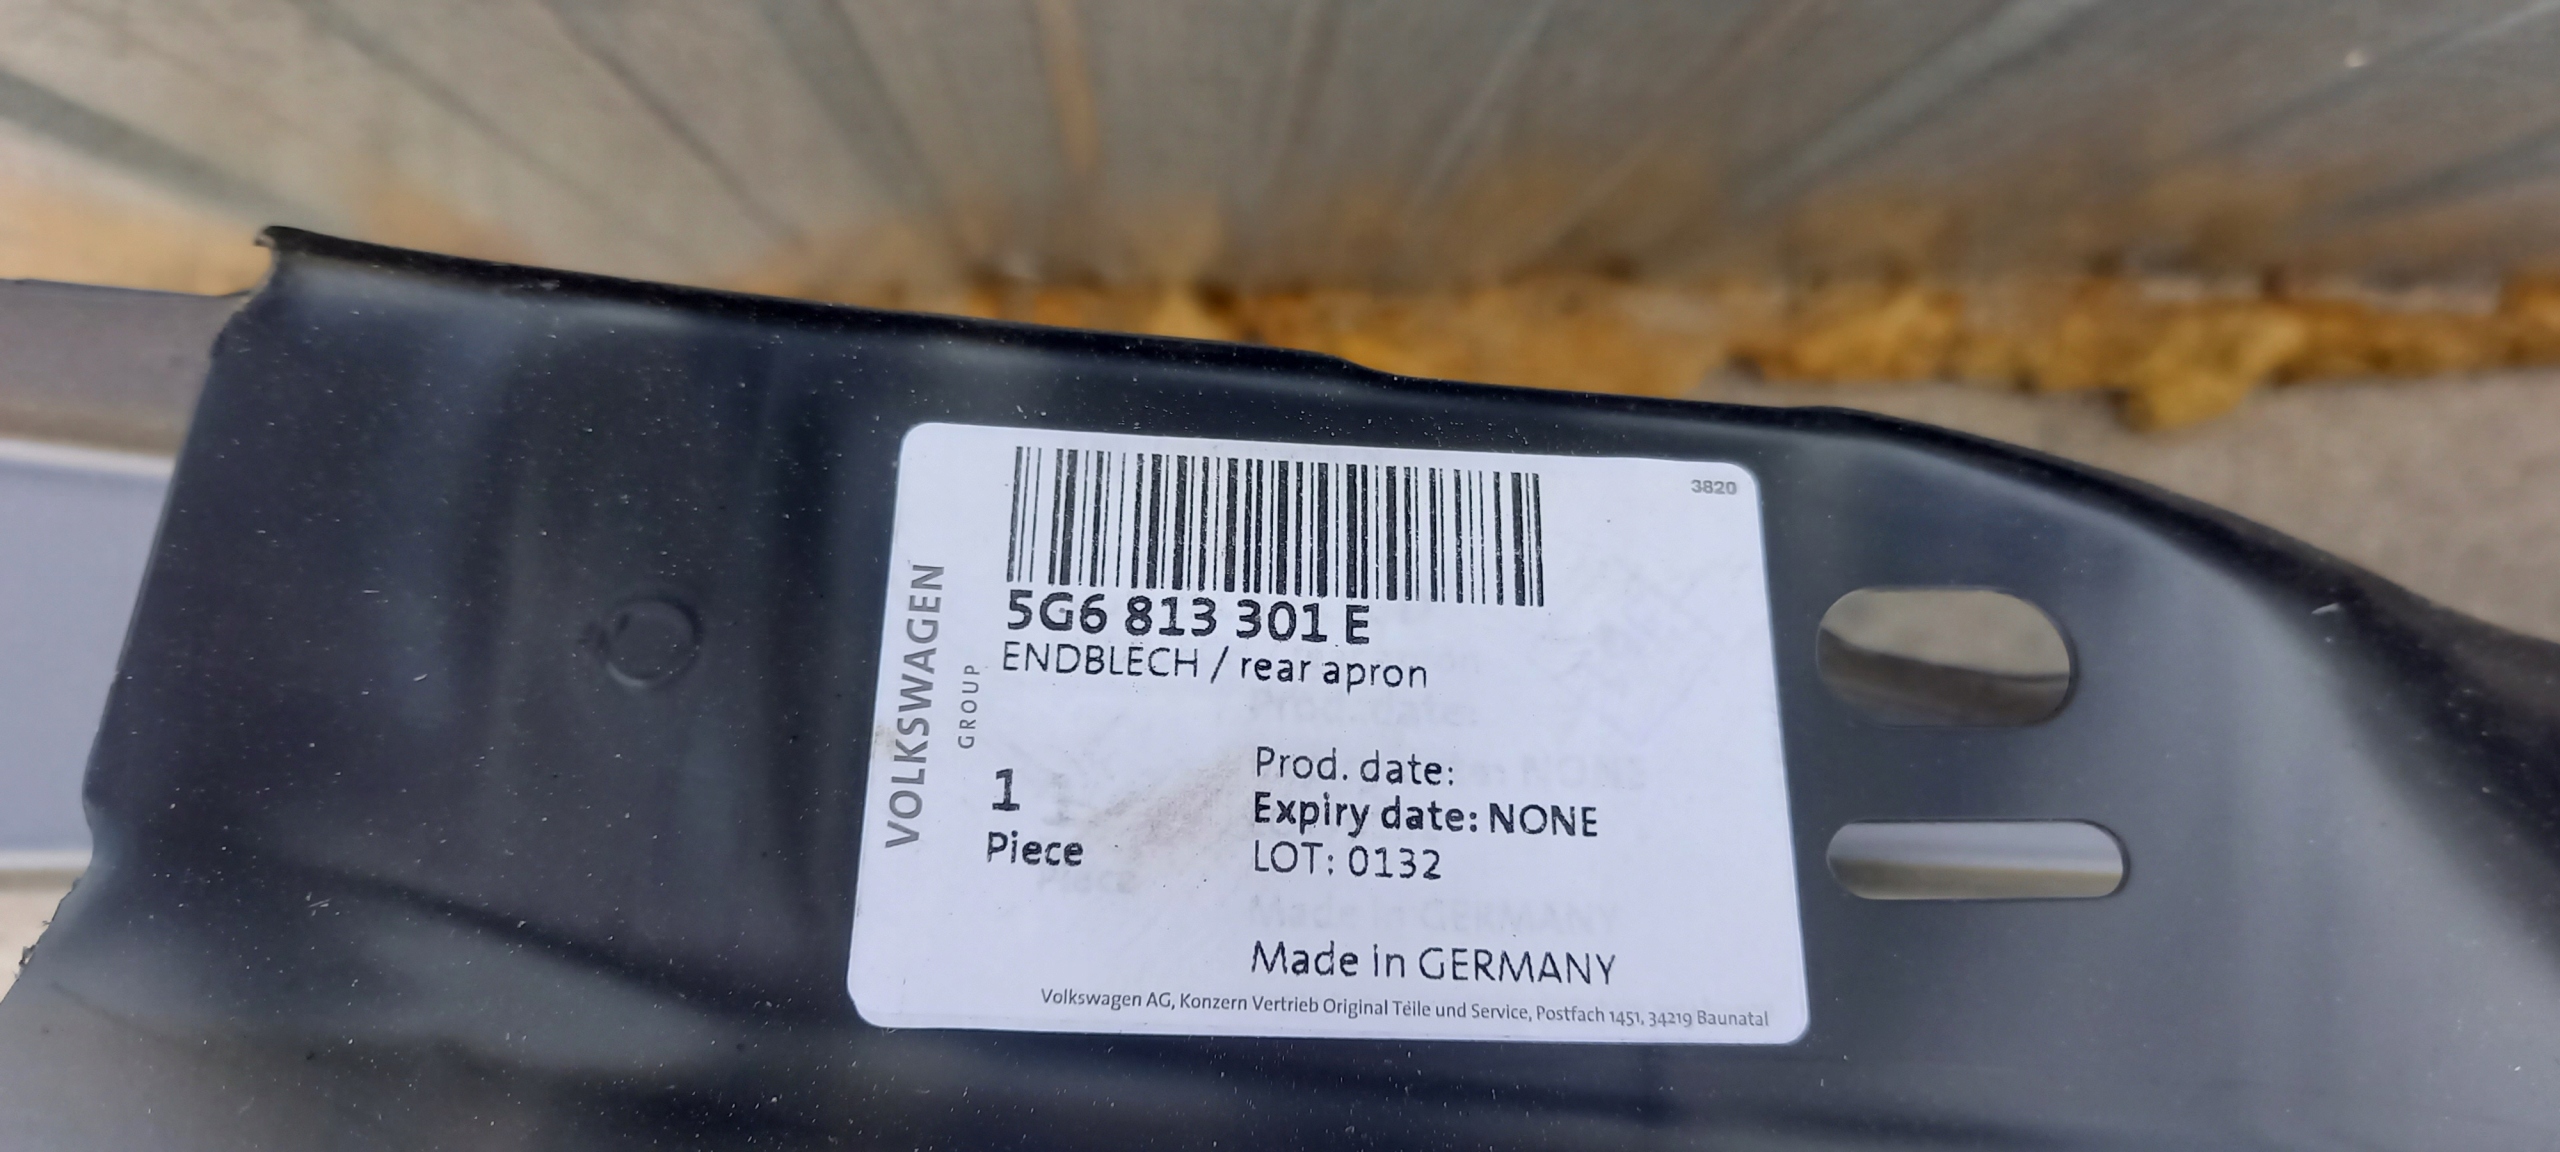 3820
5G6 813 301 E
ENDBLECH / rear apron
VOLKSWAGEN
GROUP
1
Piece
Prod. date:
Expiry date: NONE
LOT: 0132
Made in GERMANY
Volkswagen AG, Konzern Vertrieb Original Teile und Service, Postfach 1451, 34219 Baunatal